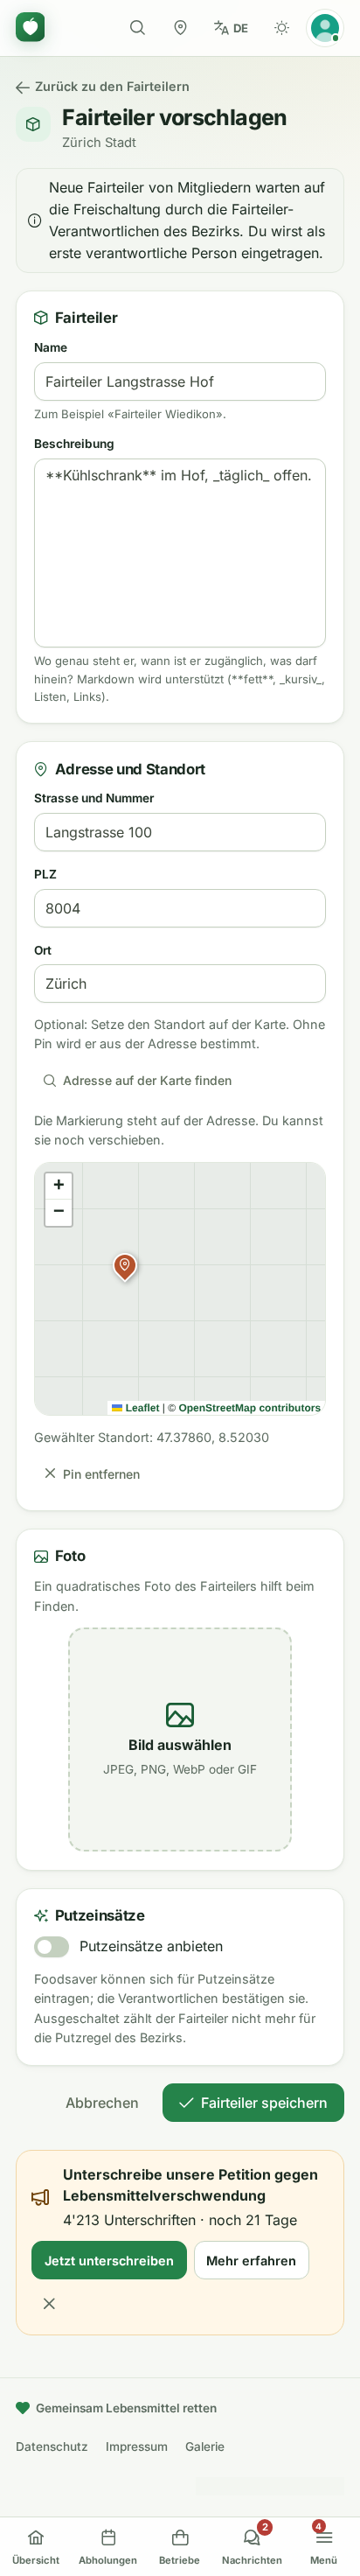 DE
Zurück zu den Fairteilern
Fairteiler vorschlagen
Zürich Stadt
Neue Fairteiler von Mitgliedern warten auf
die Freischaltung durch die Fairteiler-
Verantwortlichen des Bezirks. Du wirst als
erste verantwortliche Person eingetragen.
Fairteiler
Name
Fairteiler Langstrasse Hof
Zum Beispiel «Fairteiler Wiedikon».
Beschreibung
**Kühlschrank** im Hof, _täglich_ offen.
Wo genau steht er, wann ist er zugänglich, was darf
hinein? Markdown wird unterstützt (**fett**, _kursiv_,
Listen, Links).
Adresse und Standort
Strasse und Nummer
Langstrasse 100
PLZ
8004
Ort
Zürich
Optional: Setze den Standort auf der Karte. Ohne
Pin wird er aus der Adresse bestimmt.
Adresse auf der Karte finden
Die Markierung steht auf der Adresse. Du kannst
sie noch verschieben.
+
−
Leaflet | © OpenStreetMap contributors
Gewählter Standort: 47.37860, 8.52030
Pin entfernen
Foto
Ein quadratisches Foto des Fairteilers hilft beim
Finden.
Bild auswählen
JPEG, PNG, WebP oder GIF
Putzeinsätze
Putzeinsätze anbieten
Foodsaver können sich für Putzeinsätze
eintragen; die Verantwortlichen bestätigen sie.
Ausgeschaltet zählt der Fairteiler nicht mehr für
die Putzregel des Bezirks.
Abbrechen
Fairteiler speichern
Unterschreibe unsere Petition gegen
Lebensmittelverschwendung
4'213 Unterschriften · noch 21 Tage
Jetzt unterschreiben
Mehr erfahren
Gemeinsam Lebensmittel retten
Datenschutz Impressum Galerie
2 4
Übersicht Abholungen Betriebe Nachrichten Menü